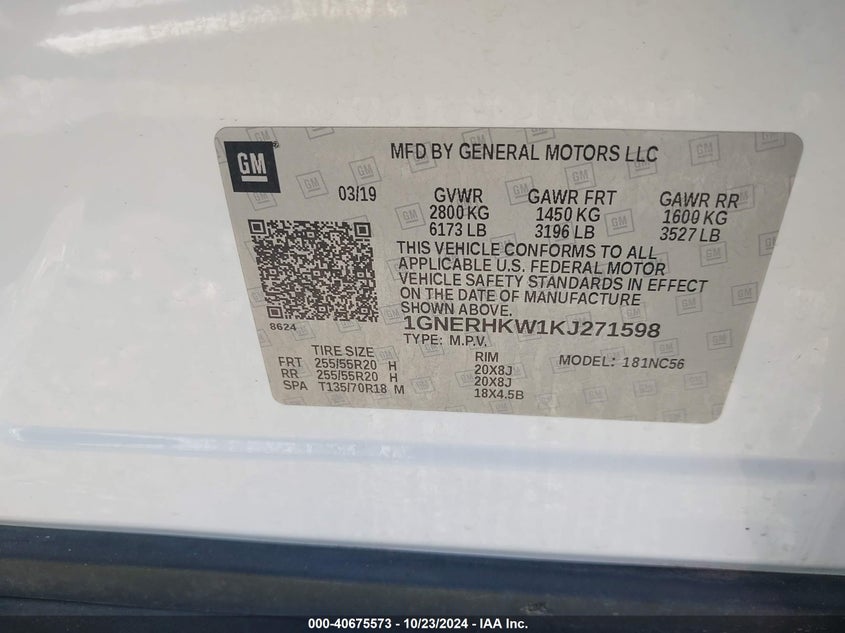 GM
MFD BY GENERAL MOTORS LLC
03/19 GVWR GAWR FRT GAWR RR
2800 KG 1450 KG 1600 KG
6173 LB 3196 LB 3527 LB
THIS VEHICLE CONFORMS TO ALL
APPLICABLE U.S. FEDERAL MOTOR
VEHICLE SAFETY STANDARDS IN EFFECT
ON THE DATE OF MANUFACTURE
SHOWN ABOVE.
8624
1GNERHKW1KJ271598
TYPE: M.P.V. MODEL: 181NC56
TIRE SIZE RIM
FRT 255/55R20 H 20X8J
RR 255/55R20 H 20X8J
SPA T135/70R18 M 18X4.5B
000-40675573 - 10/23/2024 - IAA Inc.